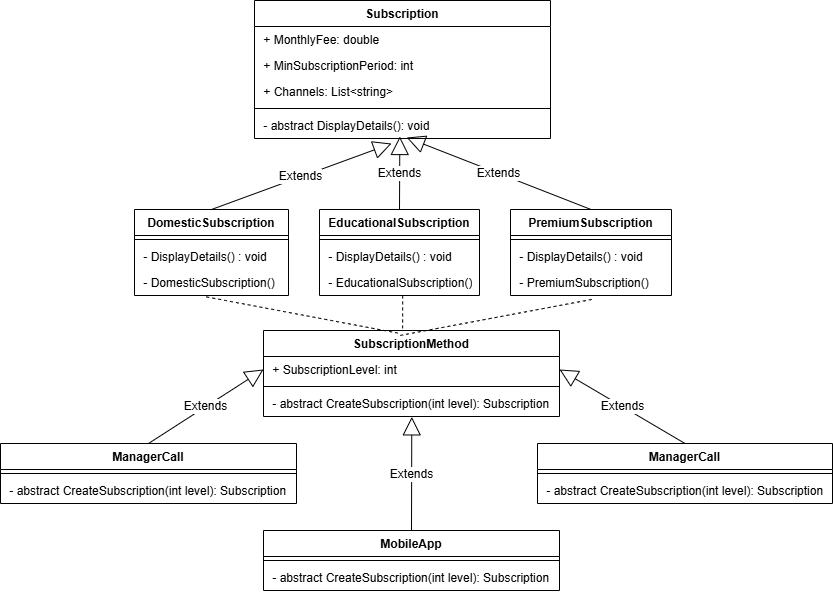 Subscription
+ MonthlyFee: double
+ MinSubscriptionPeriod: int
+ Channels: List<string>
- abstract DisplayDetails(): void
Extends
Extends
Extends
DomesticSubscription
- DisplayDetails() : void
- DomesticSubscription()
EducationalSubscription
- DisplayDetails() : void
- EducationalSubscription()
PremiumSubscription
- DisplayDetails() : void
- PremiumSubscription()
SubscriptionMethod
+ SubscriptionLevel: int
- abstract CreateSubscription(int level): Subscription
Extends
Extends
Extends
ManagerCall
- abstract CreateSubscription(int level): Subscription
ManagerCall
- abstract CreateSubscription(int level): Subscription
MobileApp
- abstract CreateSubscription(int level): Subscription